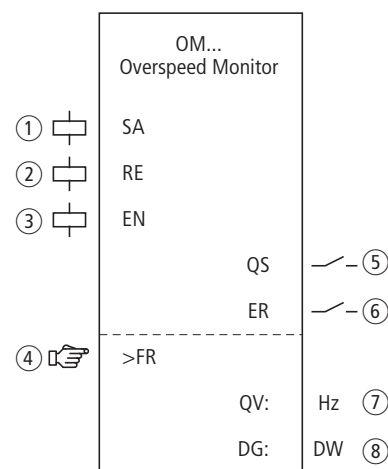 OM...
Overspeed Monitor
① SA
② RE
③ EN
QS ⑤
ER ⑥
④ >FR
QV: Hz ⑦
DG: DW ⑧